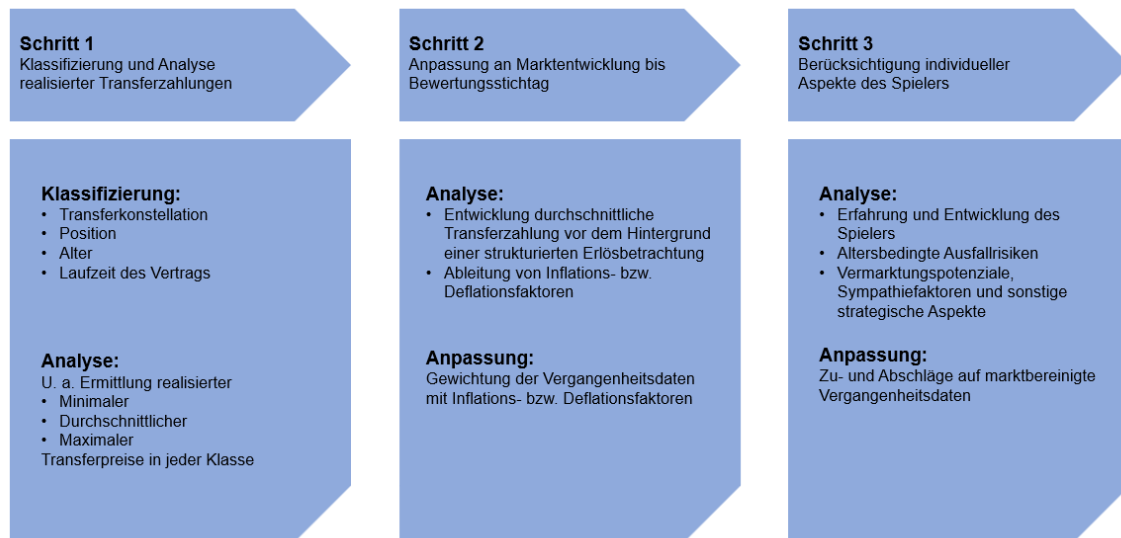 Schritt 1
Klassifizierung und Analyse
realisierter Transferzahlungen
Schritt 2
Anpassung an Marktentwicklung bis
Bewertungsstichtag
Schritt 3
Berücksichtigung individueller
Aspekte des Spielers
Klassifizierung:
• Transferkonstellation
• Position
• Alter
• Laufzeit des Vertrags
Analyse:
U. a. Ermittlung realisierter
• Minimaler
• Durchschnittlicher
• Maximaler
Transferpreise in jeder Klasse
Analyse:
• Entwicklung durchschnittliche
Transferzahlung vor dem Hintergrund
einer strukturierten Erlösbetrachtung
• Ableitung von Inflations- bzw.
Deflationsfaktoren
Anpassung:
Gewichtung der Vergangenheitsdaten
mit Inflations- bzw. Deflationsfaktoren
Analyse:
• Erfahrung und Entwicklung des
Spielers
• Altersbedingte Ausfallrisiken
• Vermarktungspotenziale,
Sympathiefaktoren und sonstige
strategische Aspekte
Anpassung:
Zu- und Abschläge auf marktbereinigte
Vergangenheitsdaten